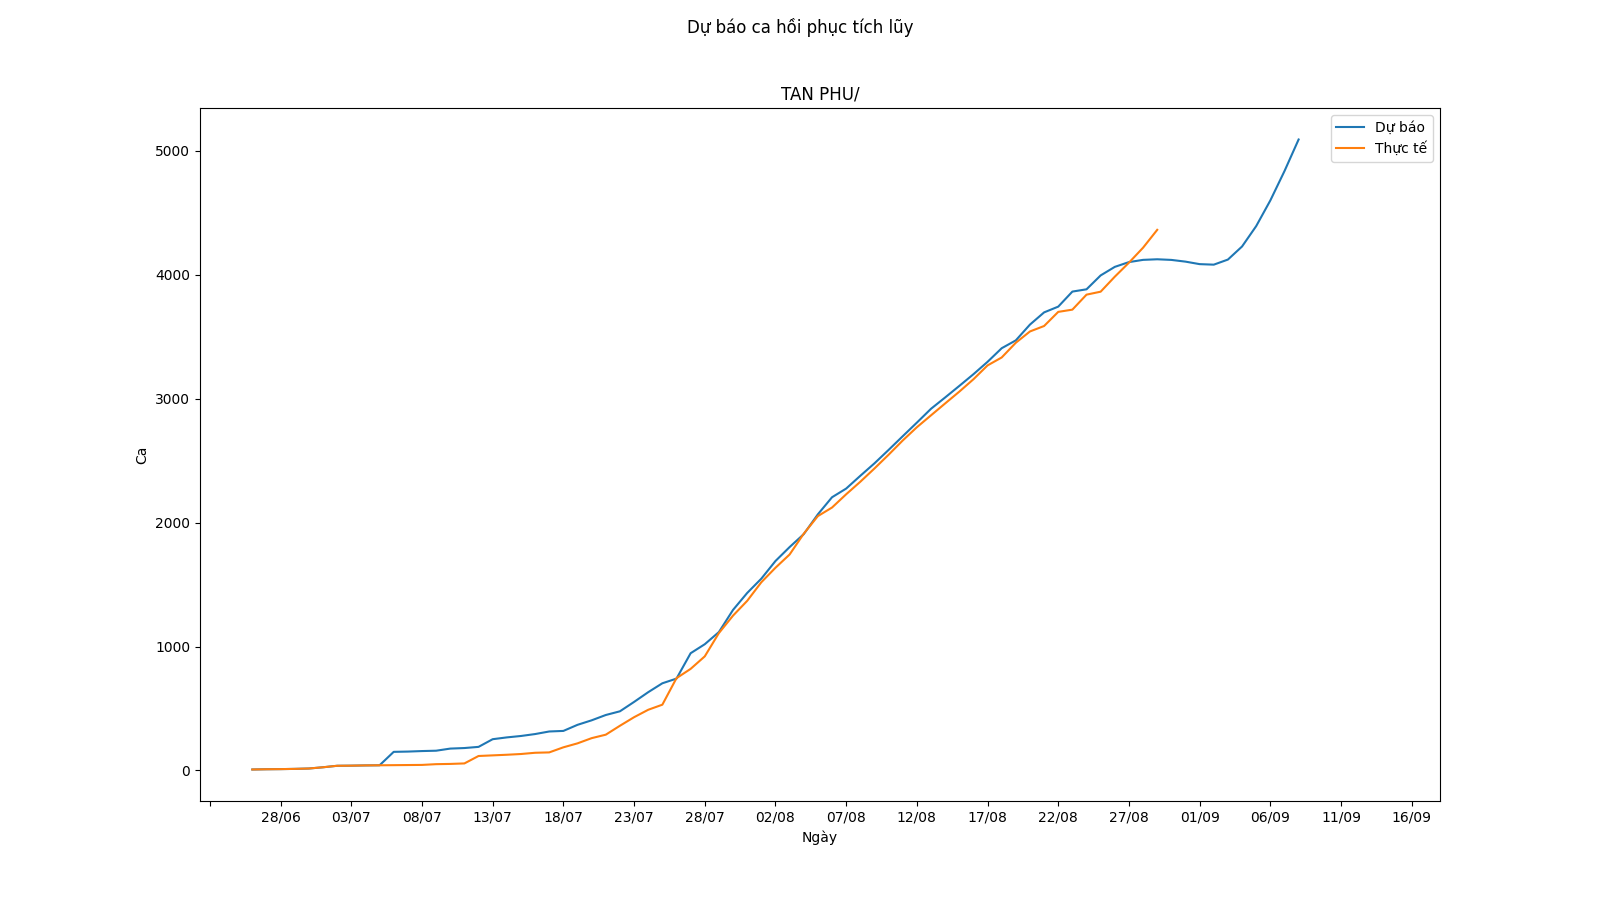 Dự báo ca hồi phục tích lũy
TAN PHU/
Dự báo
Thực tế
5000
4000
3000
2000
1000
0
Ca
28/06 03/07 08/07 13/07 18/07 23/07 28/07 02/08 07/08 12/08 17/08 22/08 27/08 01/09 06/09 11/09 16/09
Ngày